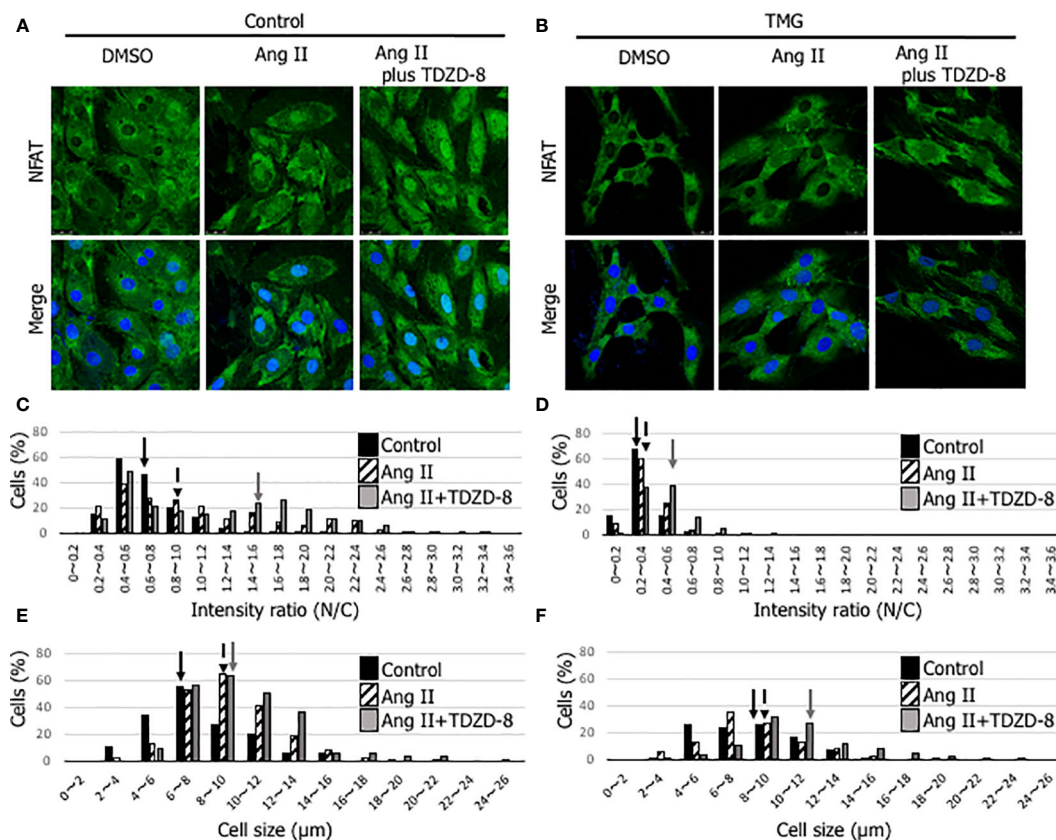 A
Control
DMSO
Ang II
Ang II
plus TDZD-8
NFAT
Merge
B
TMG
DMSO
Ang II
Ang II
plus TDZD-8
NFAT
Merge
C
Cells (%)
80
60
40
20
0
Control
Ang II
Ang II+TDZD-8
0～0.2
0.2～0.4
0.4～0.6
0.6～0.8
0.8～1.0
1.0～1.2
1.2～1.4
1.4～1.6
1.6～1.8
1.8～2.0
2.0～2.2
2.2～2.4
2.4～2.6
2.6～2.8
2.8～3.0
3.0～3.2
3.2～3.4
3.4～3.6
Intensity ratio (N/C)
D
Cells (%)
80
60
40
20
0
Control
Ang II
Ang II+TDZD-8
0～0.2
0.2～0.4
0.4～0.6
0.6～0.8
0.8～1.0
1.0～1.2
1.2～1.4
1.4～1.6
1.6～1.8
1.8～2.0
2.0～2.2
2.2～2.4
2.4～2.6
2.6～2.8
2.8～3.0
3.0～3.2
3.2～3.4
3.4～3.6
Intensity ratio (N/C)
E
Cells (%)
80
60
40
20
0
Control
Ang II
Ang II+TDZD-8
0～2
2～4
4～6
6～8
8～10
10～12
12～14
14～16
16～18
18～20
20～22
22～24
24～26
Cell size (μm)
F
Cells (%)
80
60
40
20
0
Control
Ang II
Ang II+TDZD-8
0～2
2～4
4～6
6～8
8～10
10～12
12～14
14～16
16～18
18～20
20～22
22～24
24～26
Cell size (μm)